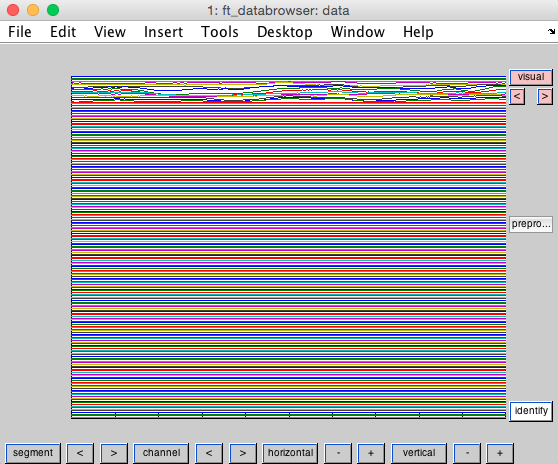 1: ft_databrowser: data
File Edit View Insert Tools Desktop Window Help
visual
< >
prepro...
identify
segment < > channel < > horizontal - + vertical - +